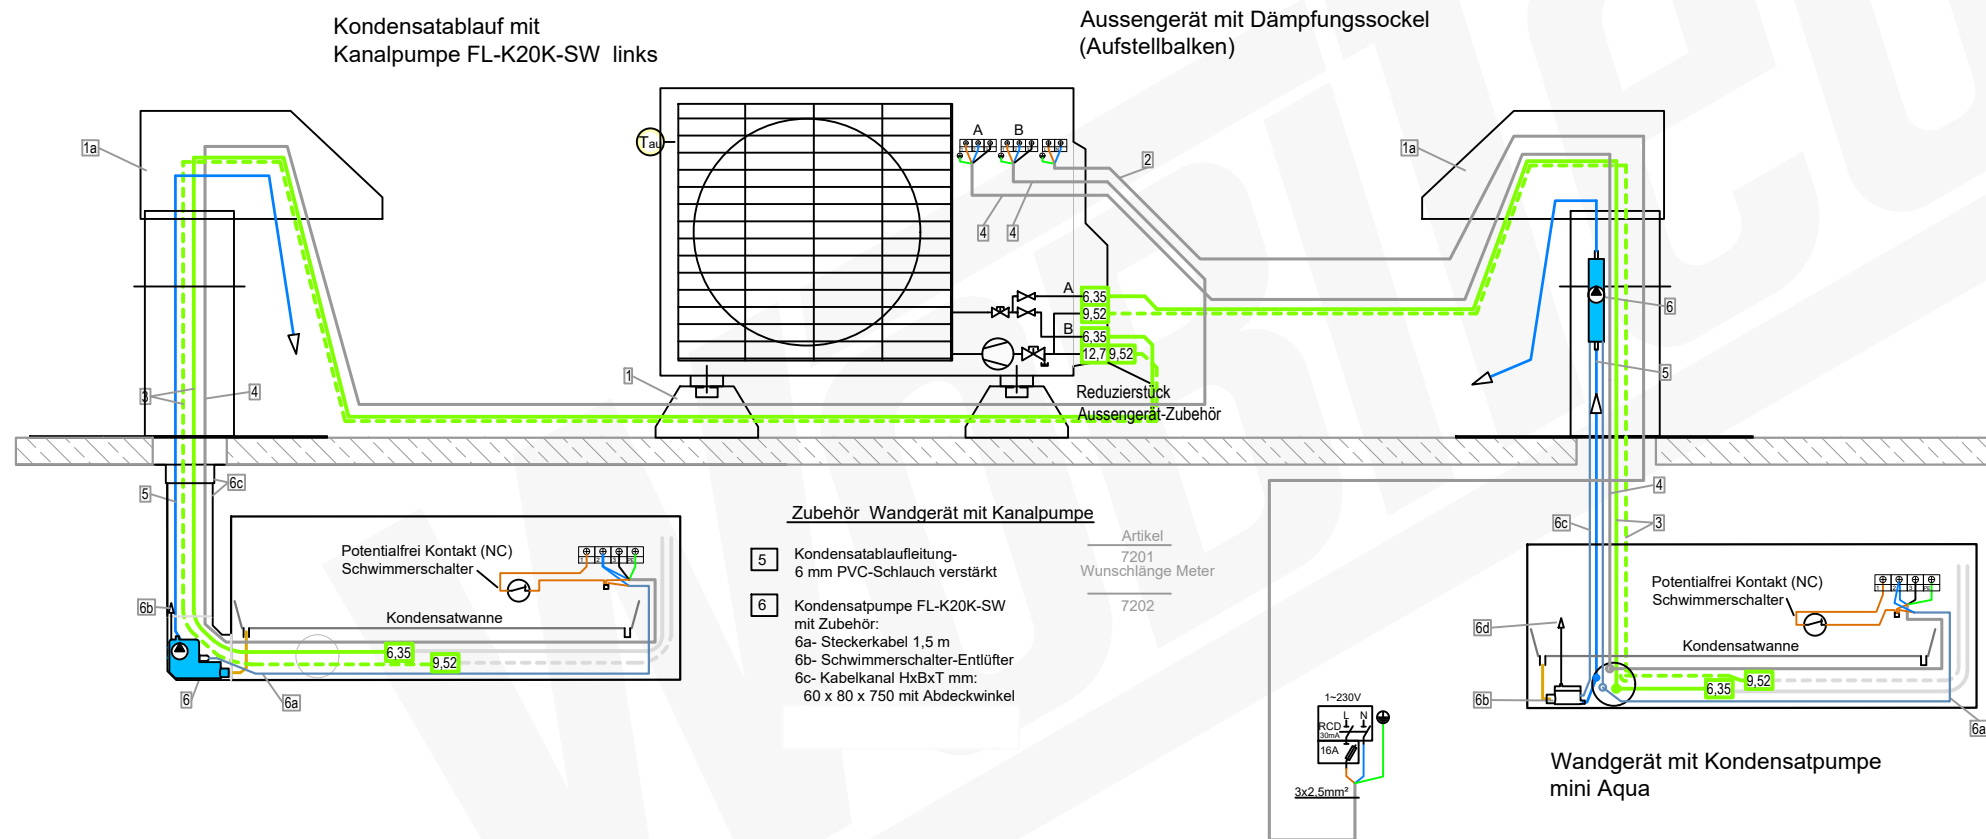 Kondensatablauf mit
Kanalpumpe FL-K20K-SW links
Aussengerät mit Dämpfungssockel
(Aufstellbalken)
1a
Tau
A
B
2
1a
4
4
A
6,35
9,52
B
6,35
12,7
9,52
Reduzierstück
Aussengerät-Zubehör
1
3
4
6
5
5
6c
Potentialfrei Kontakt (NC)
Schwimmerschalter
Kondensatwanne
6b
6,35
9,52
6
6a
Zubehör Wandgerät mit Kanalpumpe
5
Kondensatablaufleitung-
6 mm PVC-Schlauch verstärkt
6
Kondensatpumpe FL-K20K-SW
mit Zubehör:
6a- Steckerkabel 1,5 m
6b- Schwimmerschalter-Entlüfter
6c- Kabelkanal HxBxT mm:
60 x 80 x 750 mit Abdeckwinkel
Artikel
7201
Wunschlänge Meter
7202
1~230V
L N
RCD
30mA
16A
3x2,5mm²
4
3
6c
Potentialfrei Kontakt (NC)
Schwimmerschalter
Kondensatwanne
6d
6b
6,35
9,52
6a
Wandgerät mit Kondensatpumpe
mini Aqua